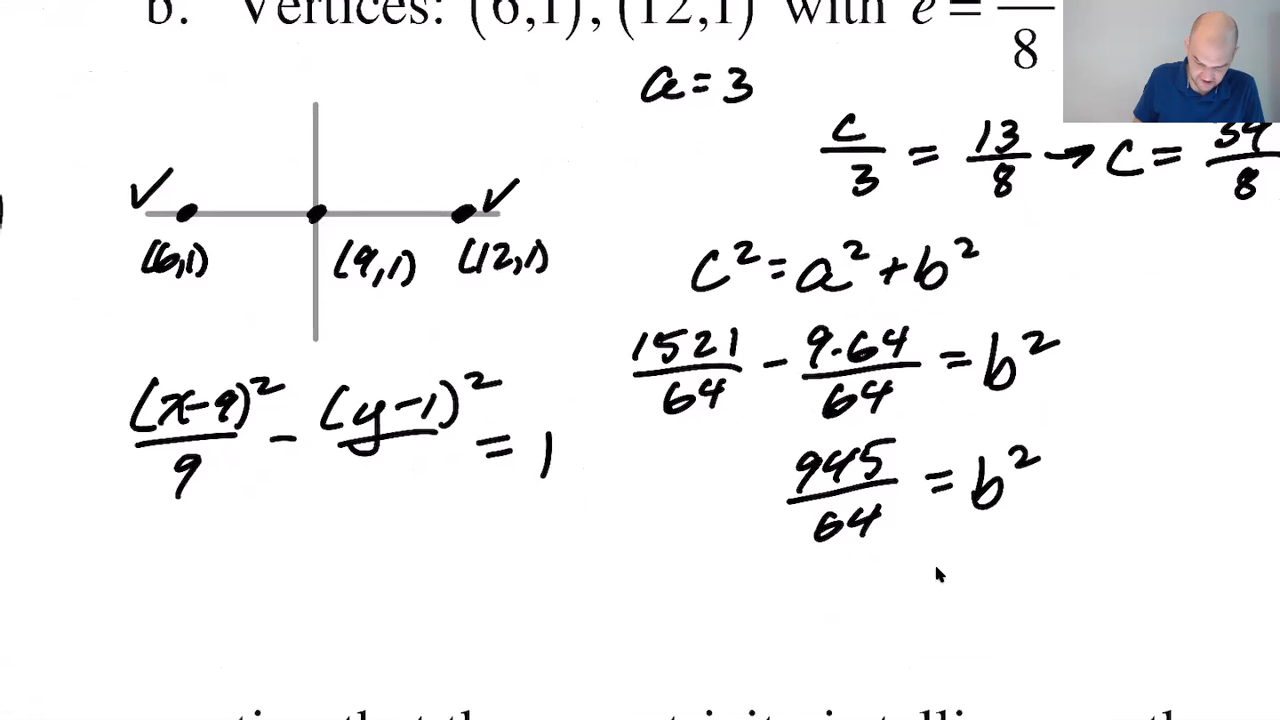 b. Vertices: (6,1), (12,1) with e = /8
a = 3
c/3 = 13/8 → c = 39/8
(6,1) (9,1) (12,1)
c² = a² + b²
1521/64 - 9·64/64 = b²
(x-9)²/9 - (y-1)²/ = 1
945/64 = b²